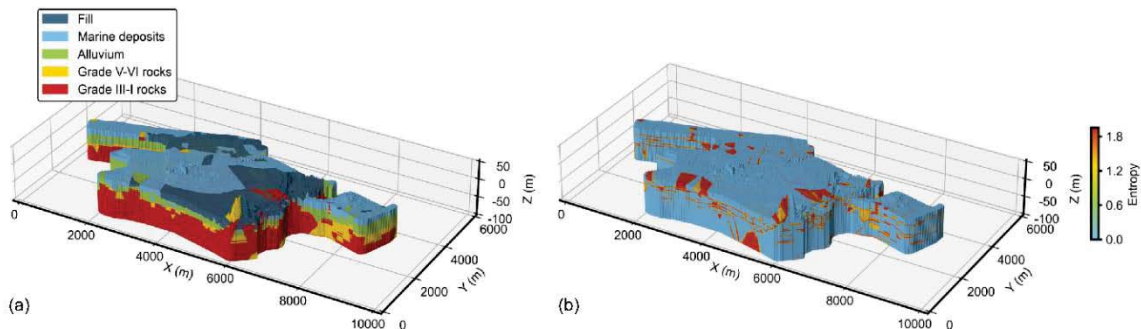 Fill
Marine deposits
Alluvium
Grade V-VI rocks
Grade III-I rocks
50
0
-50
-100
Z (m)
6000
4000
2000
0
Y (m)
0
2000
4000
6000
8000
10000
X (m)
(a)
50
0
-50
-100
Z (m)
6000
4000
2000
0
Y (m)
0
2000
4000
6000
8000
10000
X (m)
(b)
1.8
1.2
0.6
0.0
Entropy